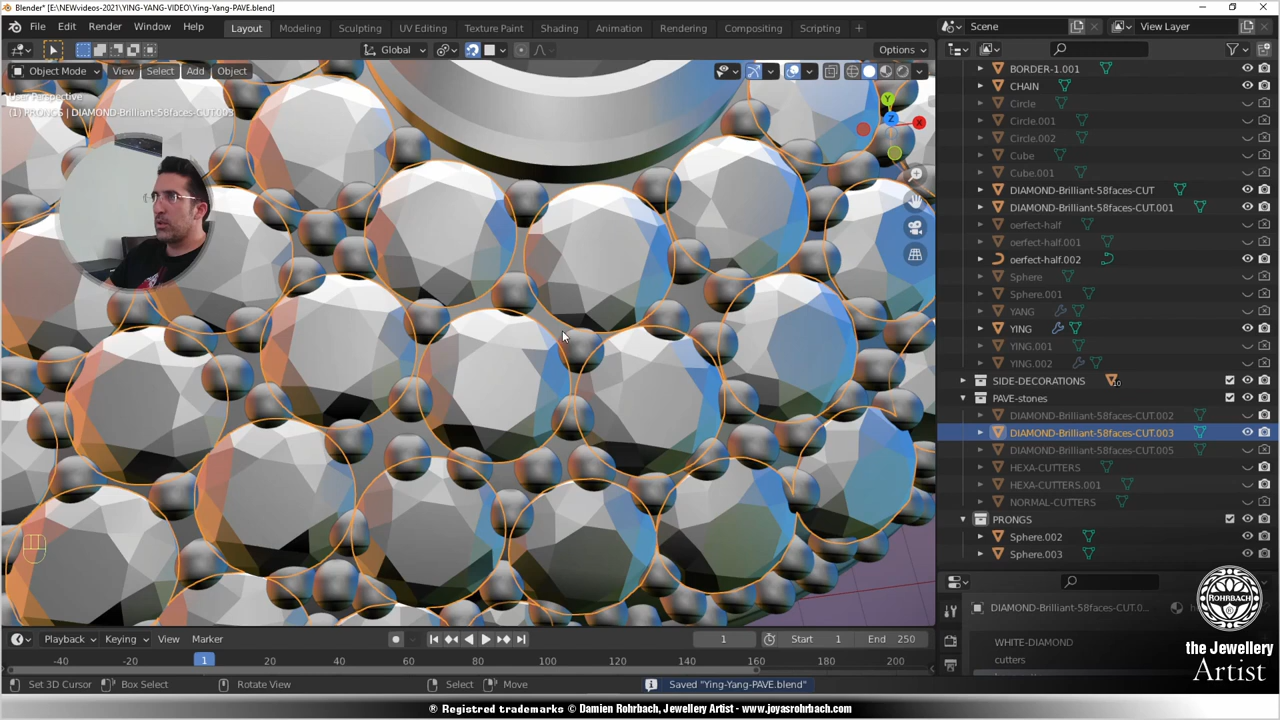 Blender* [E:\NEWvideos-2021\YING-YANG-VIDEO\Ying-Yang-PAVE.blend]
File Edit Render Window Help
Layout Modeling Sculpting UV Editing Texture Paint Shading Animation Rendering Compositing Scripting +
Scene View Layer
Global Options
Object Mode View Select Add Object
User Perspective
(1) PRONGS | DIAMOND-Brilliant-58faces-CUT.003
Y
Z
X
BORDER-1.001
CHAIN
Circle
Circle.001
Circle.002
Cube
Cube.001
DIAMOND-Brilliant-58faces-CUT
DIAMOND-Brilliant-58faces-CUT.001
oerfect-half
oerfect-half.001
oerfect-half.002
Sphere
Sphere.001
YANG
YING
YING.001
YING.002
SIDE-DECORATIONS 10
PAVE-stones
DIAMOND-Brilliant-58faces-CUT.002
DIAMOND-Brilliant-58faces-CUT.003
DIAMOND-Brilliant-58faces-CUT.005
HEXA-CUTTERS
HEXA-CUTTERS.001
NORMAL-CUTTERS
PRONGS
Sphere.002
Sphere.003
DIAMOND-Brilliant-58faces-CUT.0...
WHITE-DIAMOND
cutters
ROHRBACH
the Jewellery
Artist
Playback Keying View Marker 1 Start 1 End 250
-40 -20 1 20 40 60 80 100 120 140 160 180 200
Set 3D Cursor Box Select Rotate View Select Move Saved "Ying-Yang-PAVE.blend"
® Registered trademarks © Damien Rohrbach, Jewellery Artist - www.joyasrohrbach.com